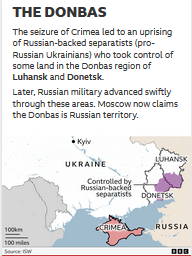 THE DONBAS
The seizure of Crimea led to an uprising
of Russian-backed separatists (pro-
Russian Ukrainians) who took control of
some land in the Donbas region of
Luhansk and Donetsk.
Later, Russian military advanced swiftly
through these areas. Moscow now claims
the Donbas is Russian territory.
Kyiv
LUHANSK
UKRAINE
Controlled by
Russian-backed
separatists
DONETSK
RUSSIA
CRIMEA
100km
100 miles
Source: ISW
BBC